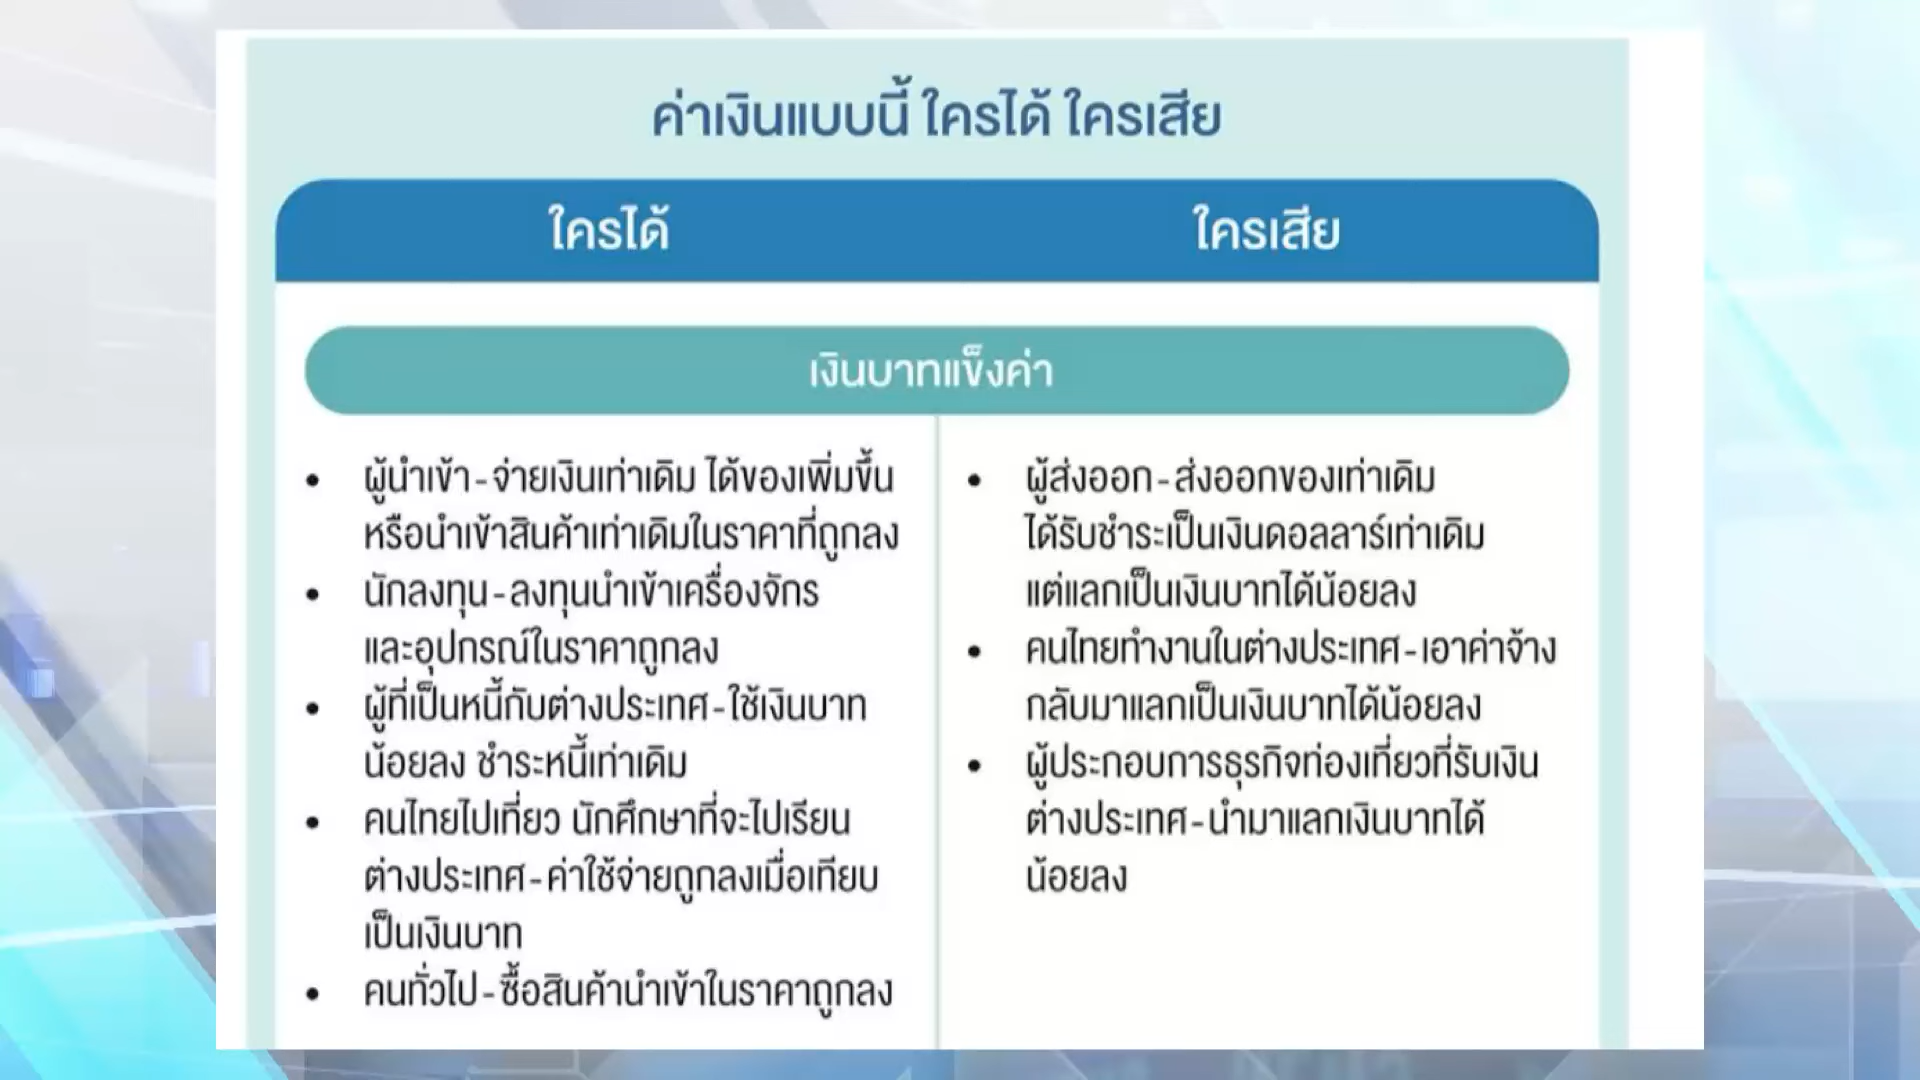 ค่าเงินแบบนี้ ใครได้ ใครเสีย
ใครได้
ใครเสีย
เงินบาทแข็งค่า
• ผู้นำเข้า-จ่ายเงินเท่าเดิม ได้ของเพิ่มขึ้น
หรือนำเข้าสินค้าเท่าเดิมในราคาที่ถูกลง
• นักลงทุน-ลงทุนนำเข้าเครื่องจักร
และอุปกรณ์ในราคาถูกลง
• ผู้ที่เป็นหนี้กับต่างประเทศ-ใช้เงินบาท
น้อยลง ชำระหนี้เท่าเดิม
• คนไทยไปเที่ยว นักศึกษาที่จะไปเรียน
ต่างประเทศ-ค่าใช้จ่ายถูกลงเมื่อเทียบ
เป็นเงินบาท
• คนทั่วไป-ซื้อสินค้านำเข้าในราคาถูกลง
• ผู้ส่งออก-ส่งออกของเท่าเดิม
ได้รับชำระเป็นเงินดอลลาร์เท่าเดิม
แต่แลกเป็นเงินบาทได้น้อยลง
• คนไทยทำงานในต่างประเทศ-เอาค่าจ้าง
กลับมาแลกเป็นเงินบาทได้น้อยลง
• ผู้ประกอบการธุรกิจท่องเที่ยวที่รับเงิน
ต่างประเทศ-นำมาแลกเงินบาทได้
น้อยลง